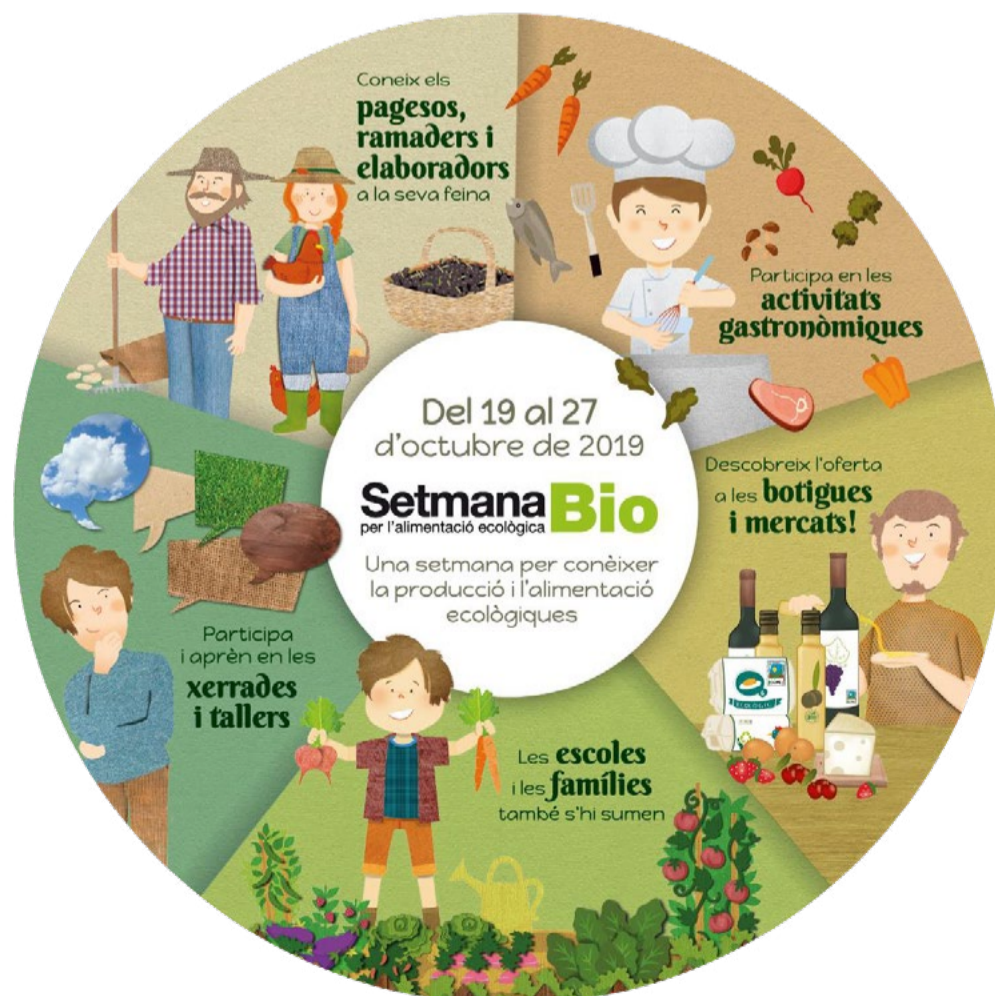 Coneix els
pagesos,
ramaders i
elaboradors
a la seva feina
Participa en les
activitats
gastronòmiques
Del 19 al 27
d'octubre de 2019
Setmana Bio
per l'alimentació ecològica
Una setmana per conèixer
la producció i l'alimentació
ecològiques
Descobreix l'oferta
a les botigues
i mercats!
Participa
i aprèn en les
xerrades
i tallers
Les escoles
i les famílies
també s'hi sumen